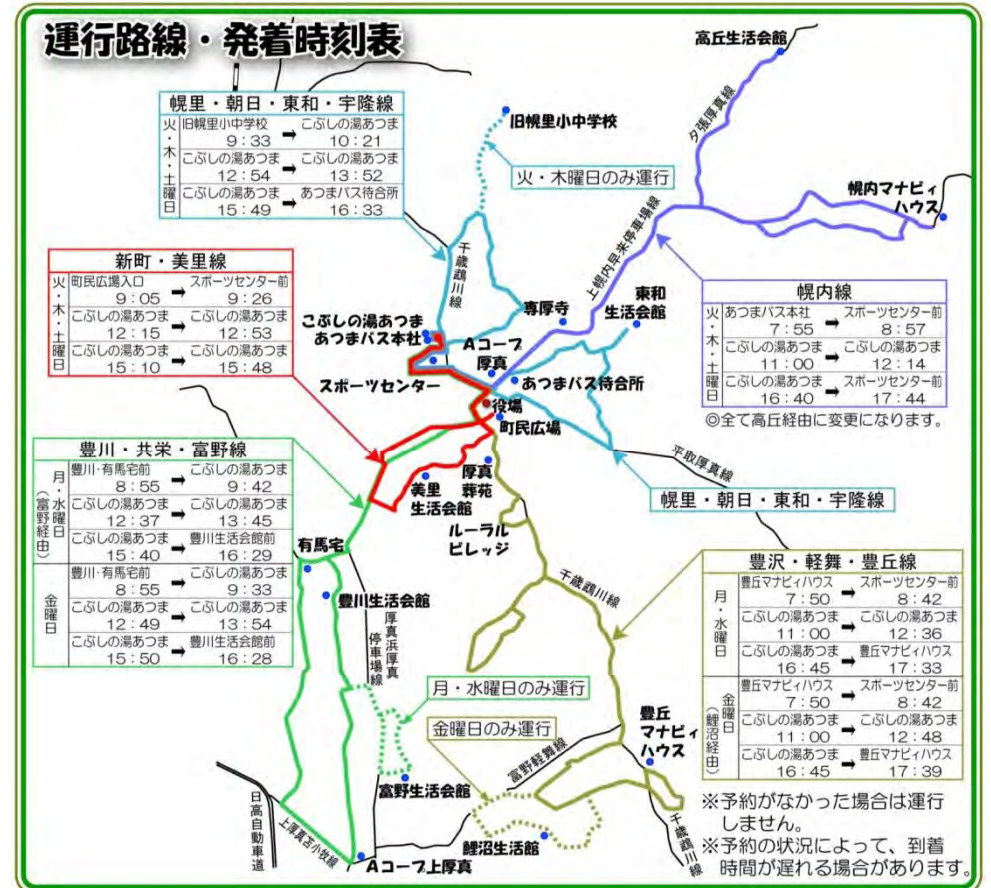 運行路線・発着時刻表
高丘生活会館
幌里・朝日・東和・宇隆線
火・木・土曜日
旧幌里小中学校 ➡ こぶしの湯あつま
9:33 10:21
こぶしの湯あつま ➡ こぶしの湯あつま
12:54 13:52
こぶしの湯あつま ➡ あつまバス待合所
15:49 16:33
旧幌里小中学校
火・木曜日のみ運行
夕張厚真線
幌内マナビィ
ハウス
上幌内早来停車場線
千歳鵡川線
新町・美里線
火・木・土曜日
町民広場入口 ➡ スポーツセンター前
9:05 9:26
こぶしの湯あつま ➡ こぶしの湯あつま
12:15 12:53
こぶしの湯あつま ➡ こぶしの湯あつま
15:10 15:48
こぶしの湯あつま
あつまバス本社
スポーツセンター
Aコープ
厚真
専厚寺
東和
生活会館
あつまバス待合所
役場
町民広場
幌内線
火・木・土曜日
あつまバス本社 ➡ スポーツセンター前
7:55 8:57
こぶしの湯あつま ➡ こぶしの湯あつま
11:00 12:14
こぶしの湯あつま ➡ スポーツセンター前
16:40 17:44
◎全て高丘経由に変更になります。
平取厚真線
幌里・朝日・東和・宇隆線
豊川・共栄・富野線
月・水曜日
(富野経由)
豊川・有馬宅前 ➡ こぶしの湯あつま
8:55 9:42
こぶしの湯あつま ➡ こぶしの湯あつま
12:37 13:45
こぶしの湯あつま ➡ 豊川生活会館前
15:40 16:29
金曜日
豊川・有馬宅前 ➡ こぶしの湯あつま
8:55 9:33
こぶしの湯あつま ➡ こぶしの湯あつま
12:49 13:54
こぶしの湯あつま ➡ 豊川生活会館前
15:50 16:28
美里
生活会館
厚真
葬苑
ルーラル
ビレッジ
有馬宅
豊川生活会館
厚真浜厚真
停車場線
千歳鵡川線
豊沢・軽舞・豊丘線
月・水曜日
豊丘マナビィハウス ➡ スポーツセンター前
7:50 8:42
こぶしの湯あつま ➡ こぶしの湯あつま
11:00 12:36
こぶしの湯あつま ➡ 豊丘マナビィハウス
16:45 17:33
金曜日
(鯉沼経由)
豊丘マナビィハウス ➡ スポーツセンター前
7:50 8:42
こぶしの湯あつま ➡ こぶしの湯あつま
11:00 12:48
こぶしの湯あつま ➡ 豊丘マナビィハウス
16:45 17:39
月・水曜日のみ運行
金曜日のみ運行
豊丘
マナビィ
ハウス
富野軽舞線
富野生活会館
鯉沼生活館
千歳鵡川線
日高自動車道
上厚真苫小牧線
Aコープ上厚真
※予約がなかった場合は運行
しません。
※予約の状況によって、到着
時間が遅れる場合があります。